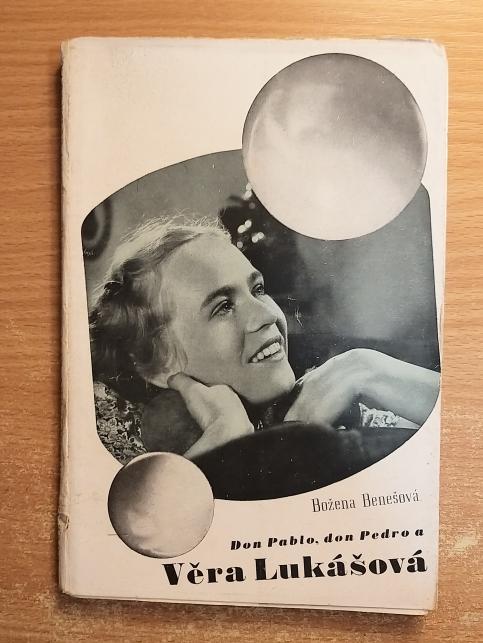 Božena Benešová
Don Pablo, don Pedro a
Věra Lukášová